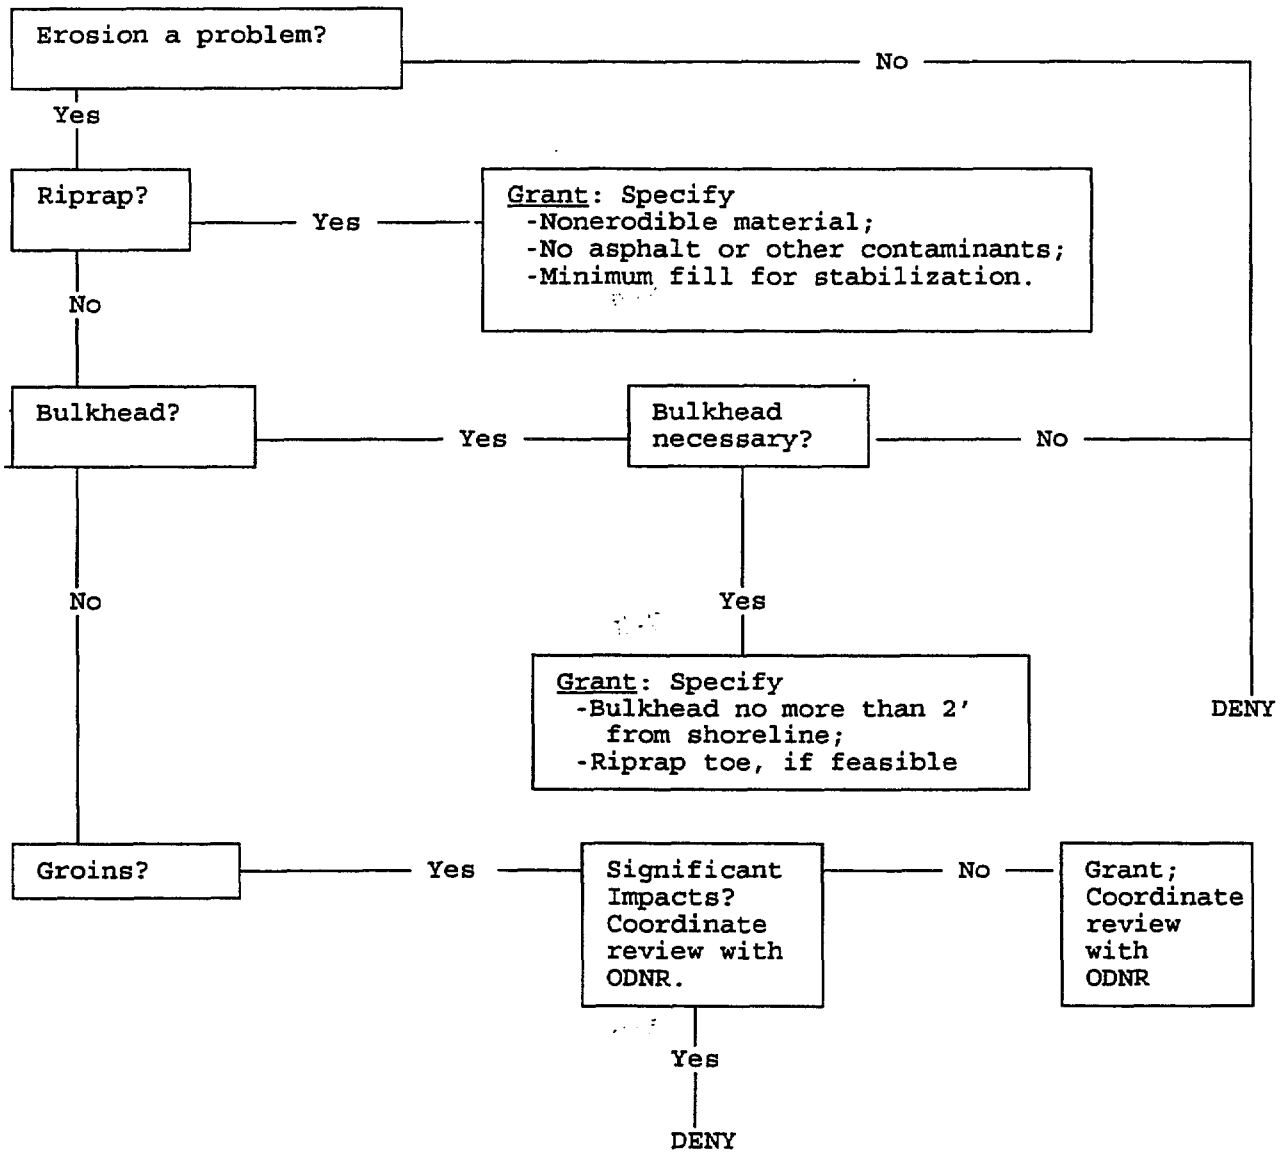 Erosion a problem?
No
Yes
Riprap?
Yes
Grant: Specify
-Nonerodible material;
-No asphalt or other contaminants;
-Minimum fill for stabilization.
No
Bulkhead?
Yes
Bulkhead
necessary?
No
No
Yes
Grant: Specify
-Bulkhead no more than 2'
from shoreline;
-Riprap toe, if feasible
DENY
Groins?
Yes
Significant
Impacts?
Coordinate
review with
ODNR.
No
Grant;
Coordinate
review
with
ODNR
Yes
DENY